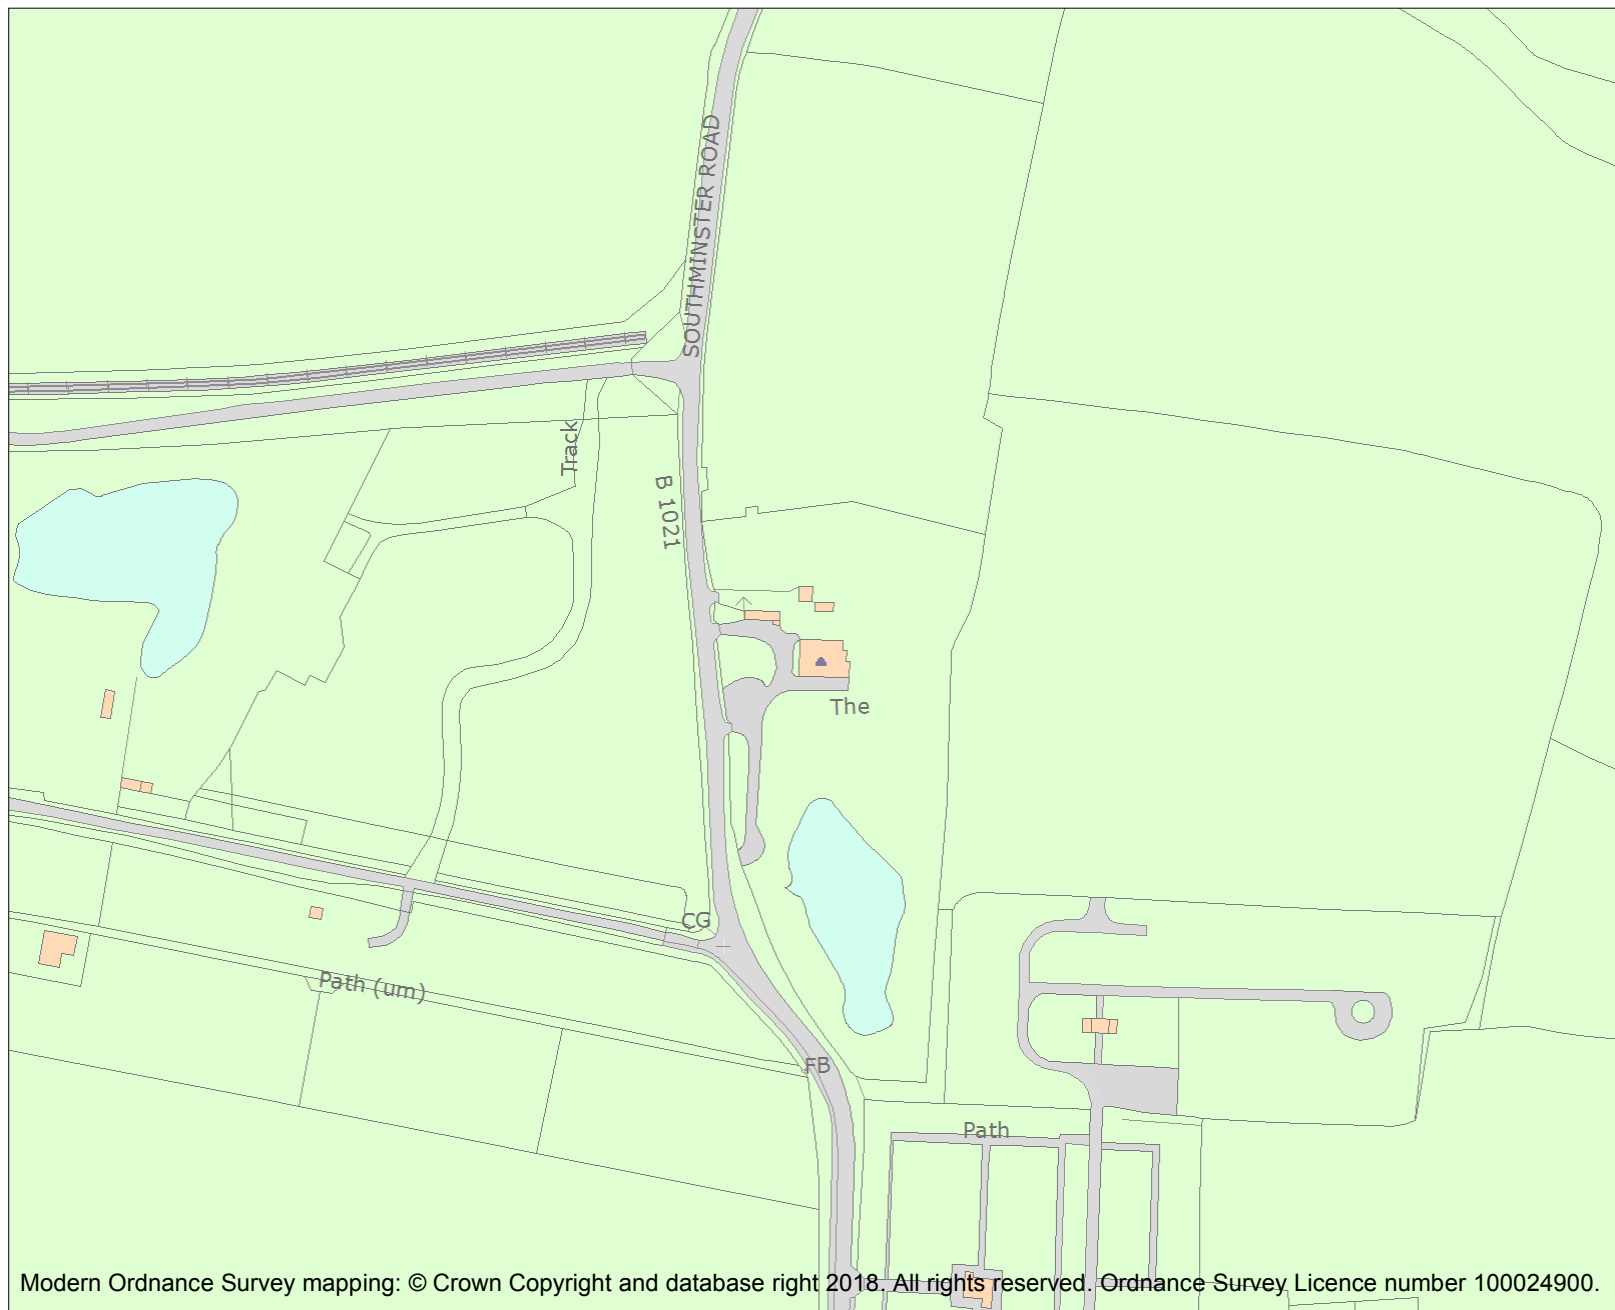 SOUTHMINSTER ROAD
Track
B 1021
The
CG
Path (um)
FB
Path
Modern Ordnance Survey mapping: © Crown Copyright and database right 2018. All rights reserved. Ordnance Survey Licence number 100024900.